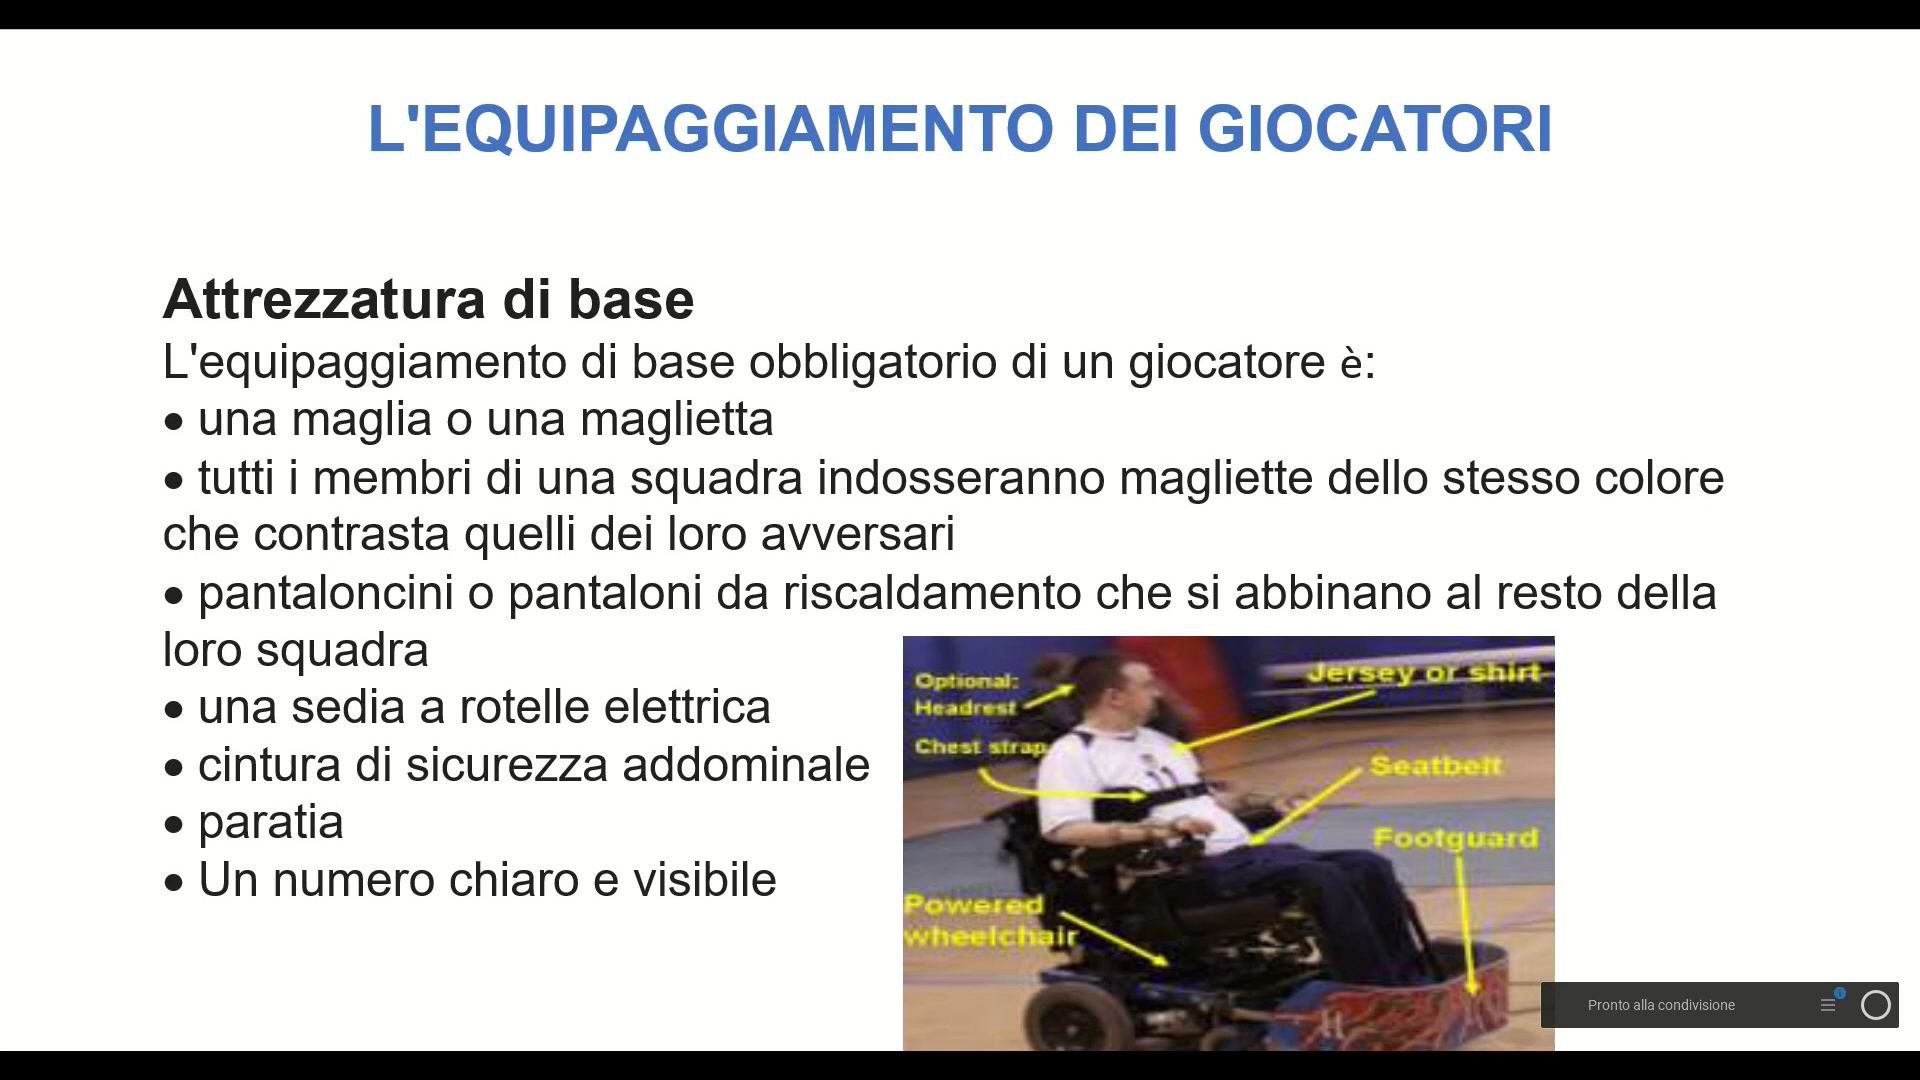 L'EQUIPAGGIAMENTO DEI GIOCATORI
Attrezzatura di base
L'equipaggiamento di base obbligatorio di un giocatore è:
• una maglia o una maglietta
• tutti i membri di una squadra indosseranno magliette dello stesso colore
che contrasta quelli dei loro avversari
• pantaloncini o pantaloni da riscaldamento che si abbinano al resto della
loro squadra
• una sedia a rotelle elettrica
• cintura di sicurezza addominale
• paratia
• Un numero chiaro e visibile
Optional:
Headrest
Chest strap
Jersey or shirt
Seatbelt
Footguard
Powered
wheelchair
Pronto alla condivisione